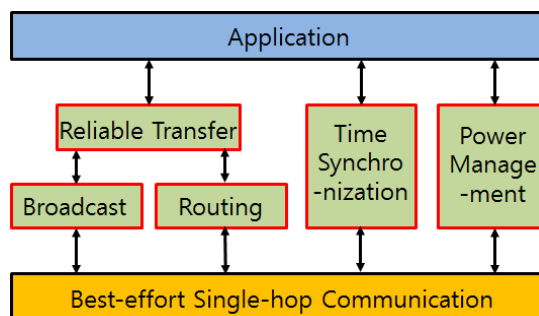 Application
Reliable Transfer
Time
Synchro
-nization
Power
Manage
-ment
Broadcast
Routing
Best-effort Single-hop Communication